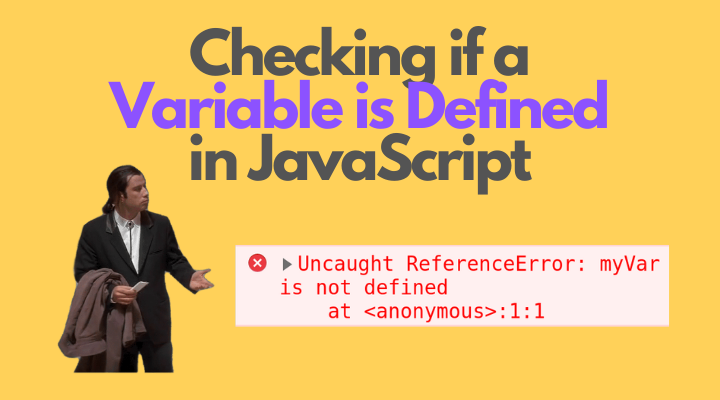 Checking if a
Variable is Defined
in JavaScript
Uncaught ReferenceError: myVar
is not defined
at <anonymous>:1:1